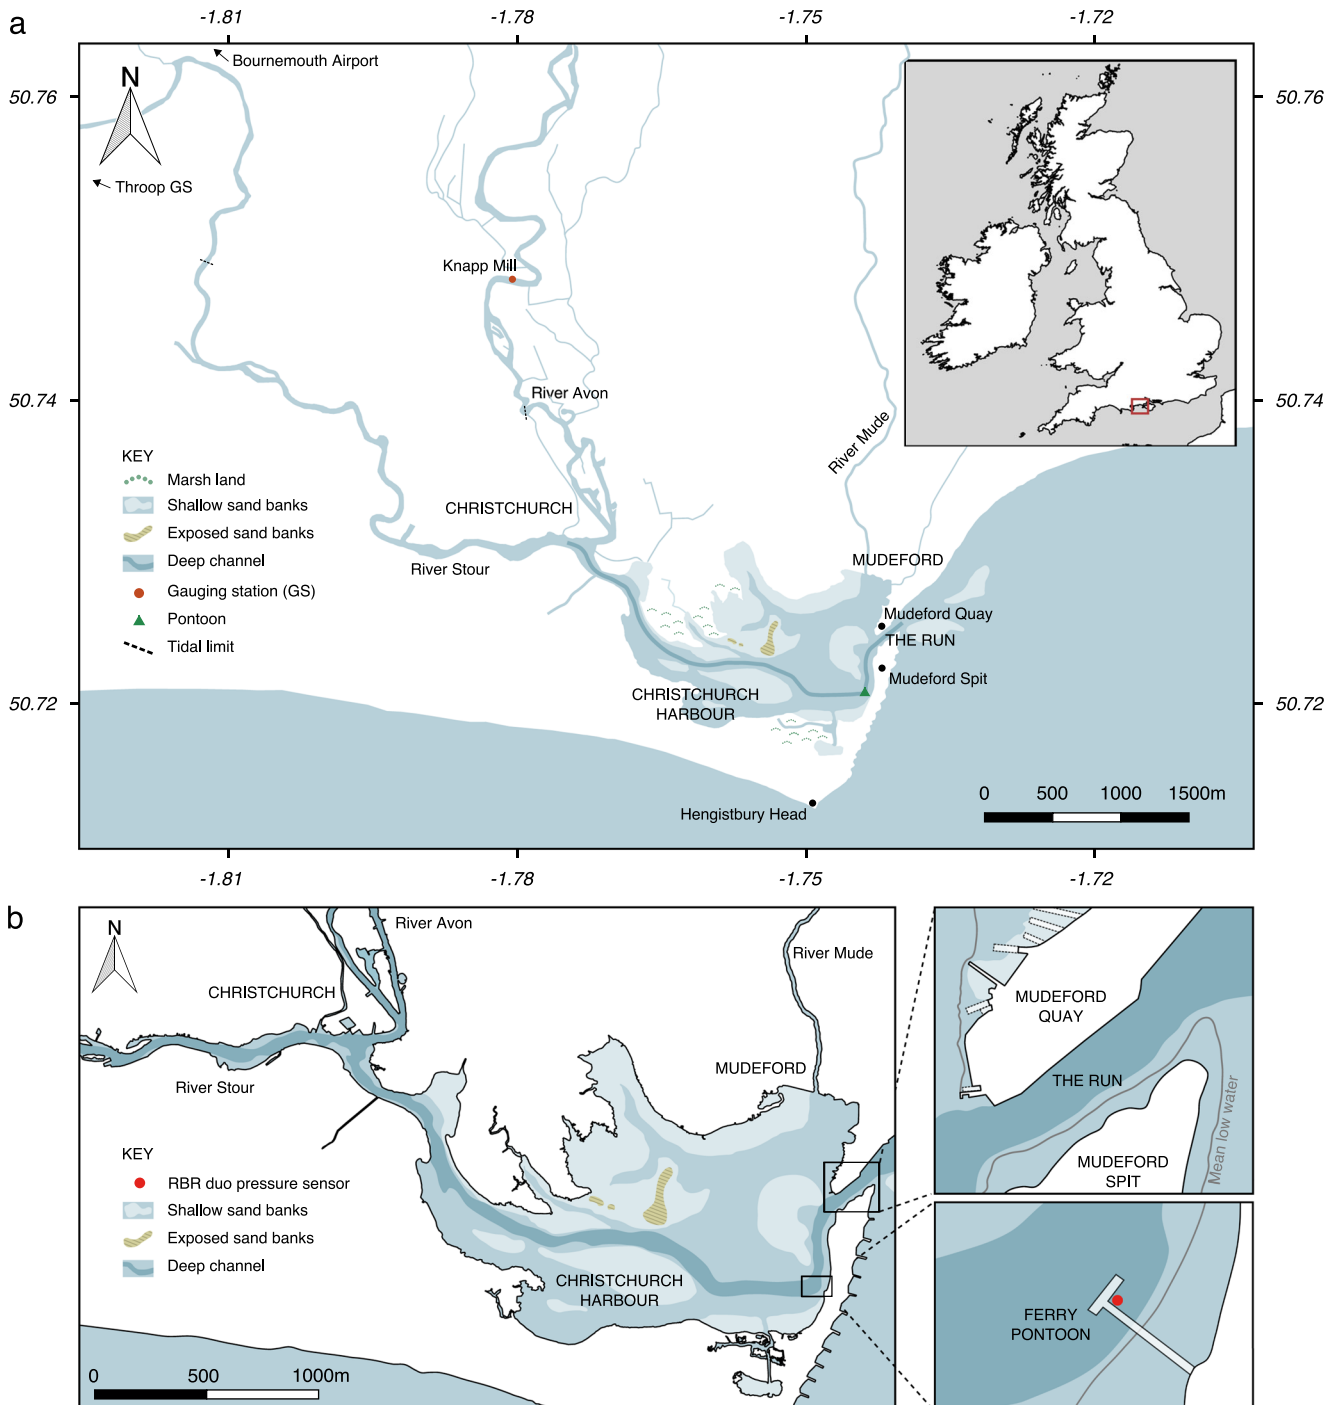 a
-1.81
-1.78
-1.75
-1.72
50.76
50.76
Bournemouth Airport
N
Throop GS
Knapp Mill
50.74
50.74
River Avon
River Mude
KEY
Marsh land
Shallow sand banks
Exposed sand banks
Deep channel
Gauging station (GS)
Pontoon
Tidal limit
CHRISTCHURCH
River Stour
MUDEFORD
Mudeford Quay
THE RUN
Mudeford Spit
CHRISTCHURCH
HARBOUR
50.72
50.72
Hengistbury Head
0 500 1000 1500m
-1.81
-1.78
-1.75
-1.72
b
N
River Avon
River Mude
CHRISTCHURCH
River Stour
MUDEFORD
KEY
RBR duo pressure sensor
Shallow sand banks
Exposed sand banks
Deep channel
CHRISTCHURCH
HARBOUR
0 500 1000m
MUDEFORD
QUAY
THE RUN
MUDEFORD
SPIT
Mean low water
FERRY
PONTOON